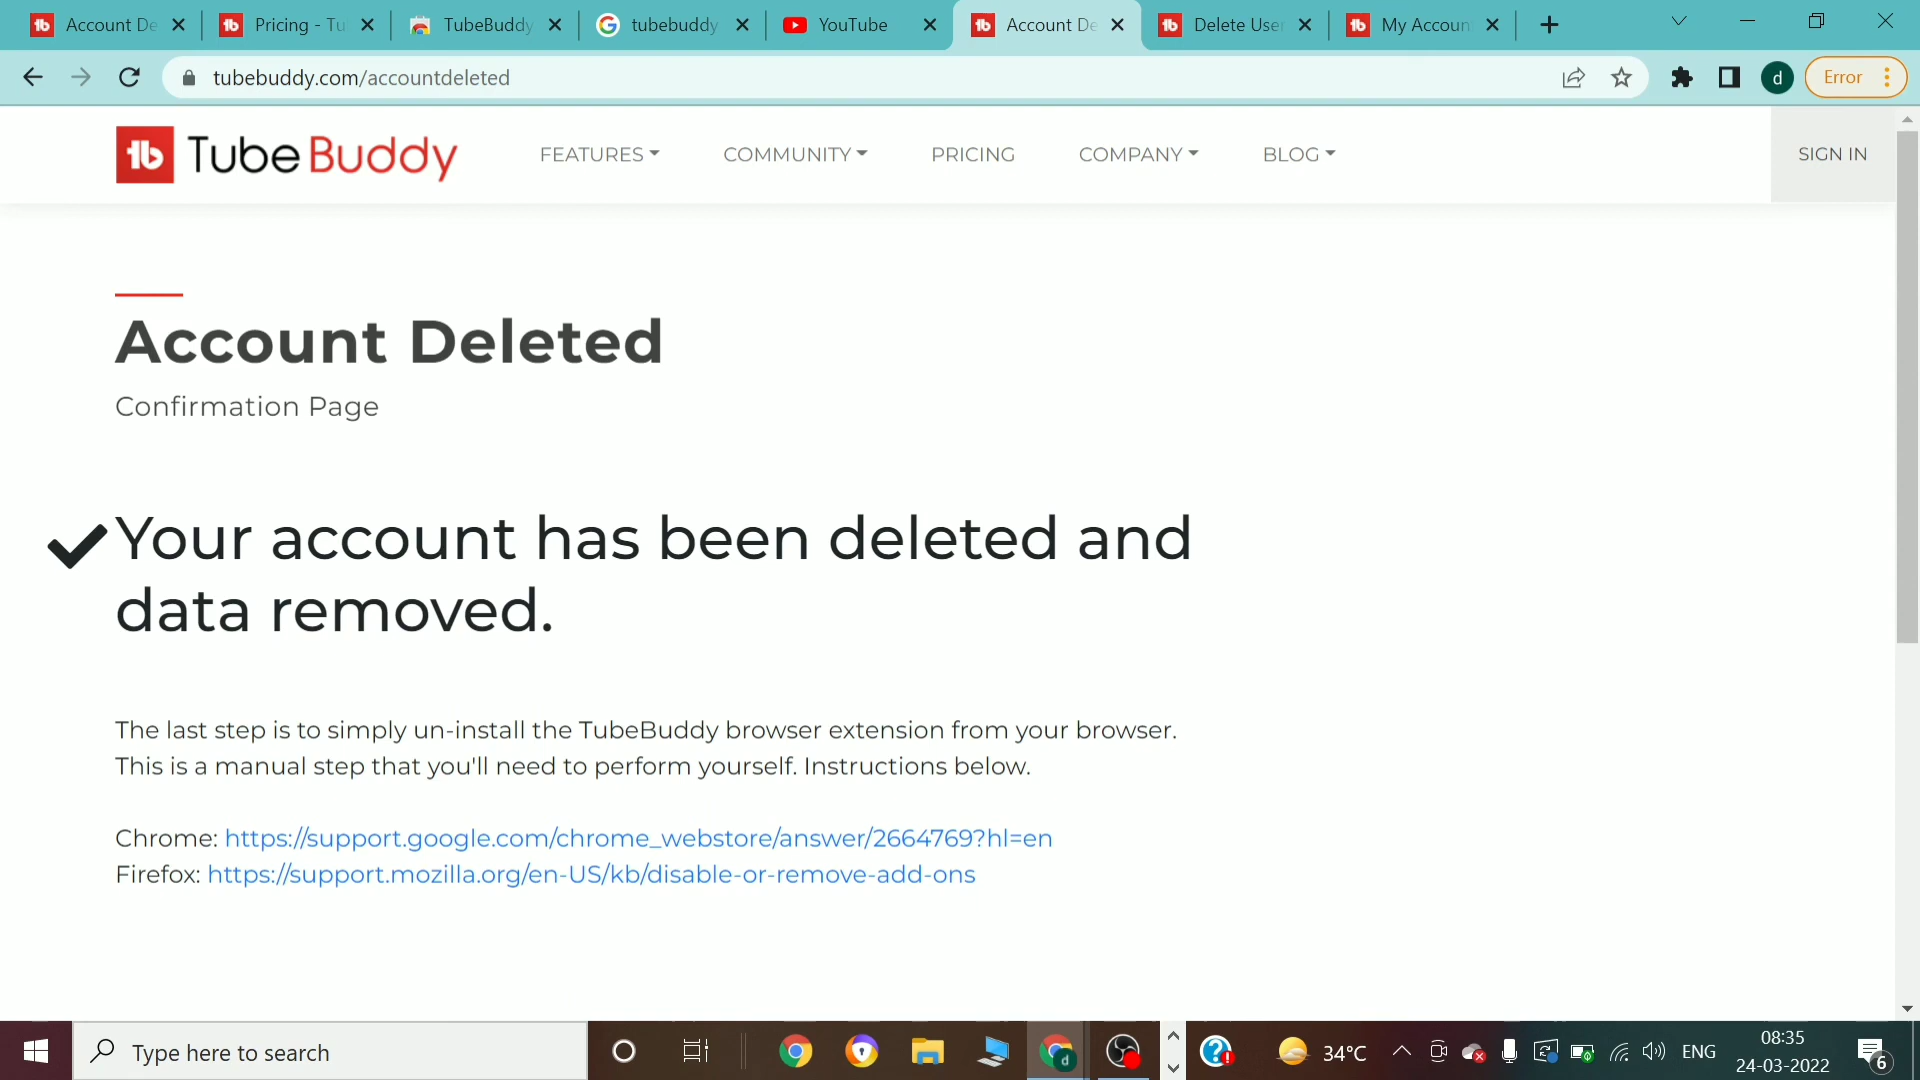 Account De
Pricing - Tu
TubeBuddy
tubebuddy
YouTube
Account De
Delete User
My Accoun
tubebuddy.com/accountdeleted
d
Error
tb TubeBuddy
FEATURES
COMMUNITY
PRICING
COMPANY
BLOG
SIGN IN
Account Deleted
Confirmation Page
Your account has been deleted and
data removed.
The last step is to simply un-install the TubeBuddy browser extension from your browser.
This is a manual step that you'll need to perform yourself. Instructions below.
Chrome: https://support.google.com/chrome_webstore/answer/2664769?hl=en
Firefox: https://support.mozilla.org/en-US/kb/disable-or-remove-add-ons
Type here to search
34°C
ENG
08:35
24-03-2022
6